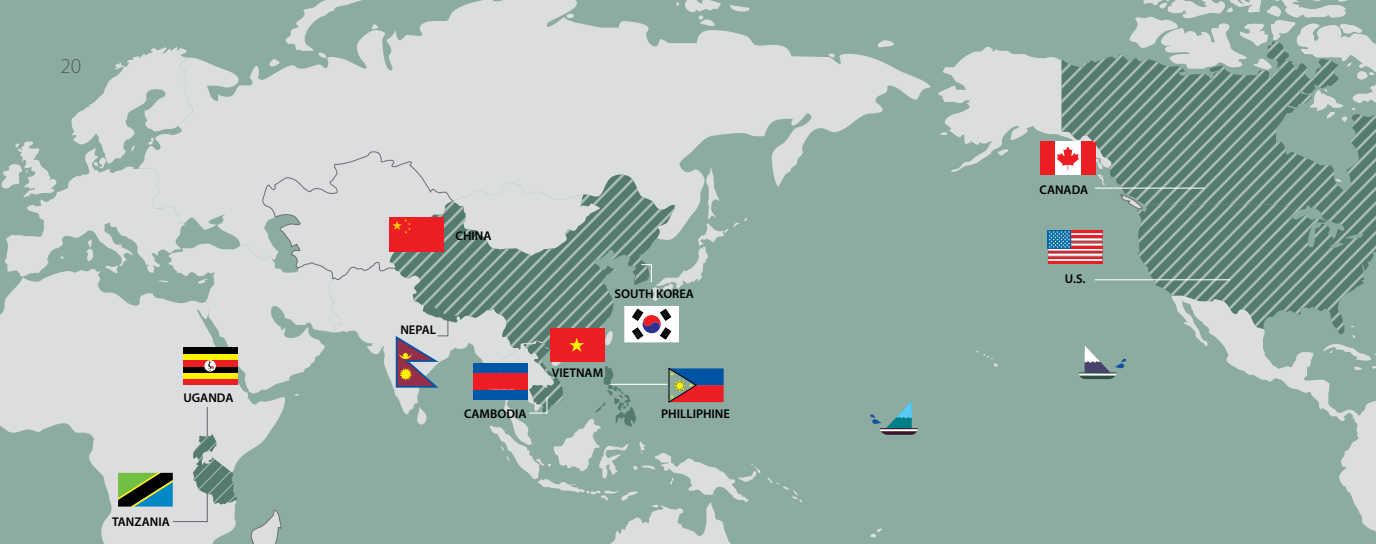 20
CANADA
CHINA
U.S.
SOUTH KOREA
NEPAL
VIETNAM
UGANDA
CAMBODIA
PHILLIPHINE
TANZANIA